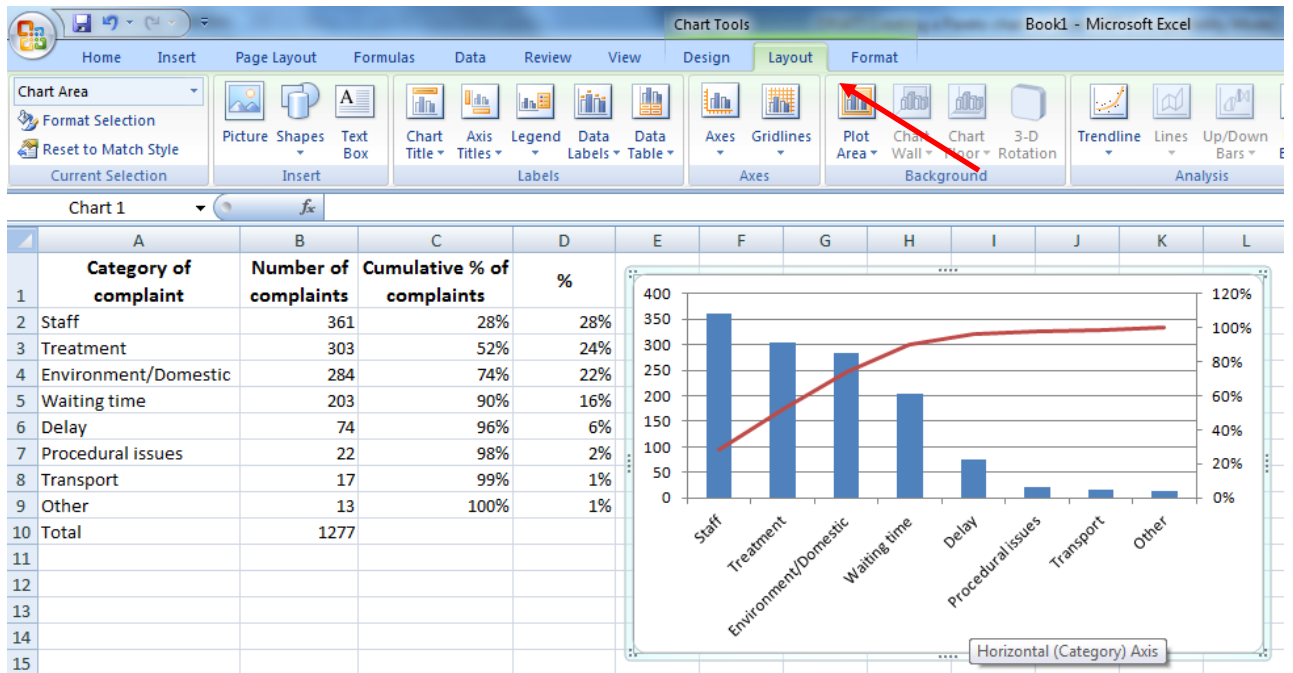 Chart Tools
Book1 - Microsoft Excel
Home Insert Page Layout Formulas Data Review View Design Layout Format
Chart Area
Format Selection
Reset to Match Style
Current Selection
Picture Shapes Text Box
Insert
Chart Title Axis Titles Legend Data Labels Data Table
Labels
Axes Gridlines
Axes
Plot Area Chart Wall Chart Floor 3-D Rotation
Background
Trendline Lines Up/Down Bars
Analysis
Chart 1 fx
A B C D E F G H I J K L
1 Category of complaint Number of complaints Cumulative % of complaints %
2 Staff 361 28% 28%
3 Treatment 303 52% 24%
4 Environment/Domestic 284 74% 22%
5 Waiting time 203 90% 16%
6 Delay 74 96% 6%
7 Procedural issues 22 98% 2%
8 Transport 17 99% 1%
9 Other 13 100% 1%
10 Total 1277
11
12
13
14
15
400 120%
350
300 100%
250 80%
200 60%
150
100 40%
50 20%
0 0%
Staff Treatment Environment/Domestic Waiting time Delay Procedural issues Transport Other
Horizontal (Category) Axis